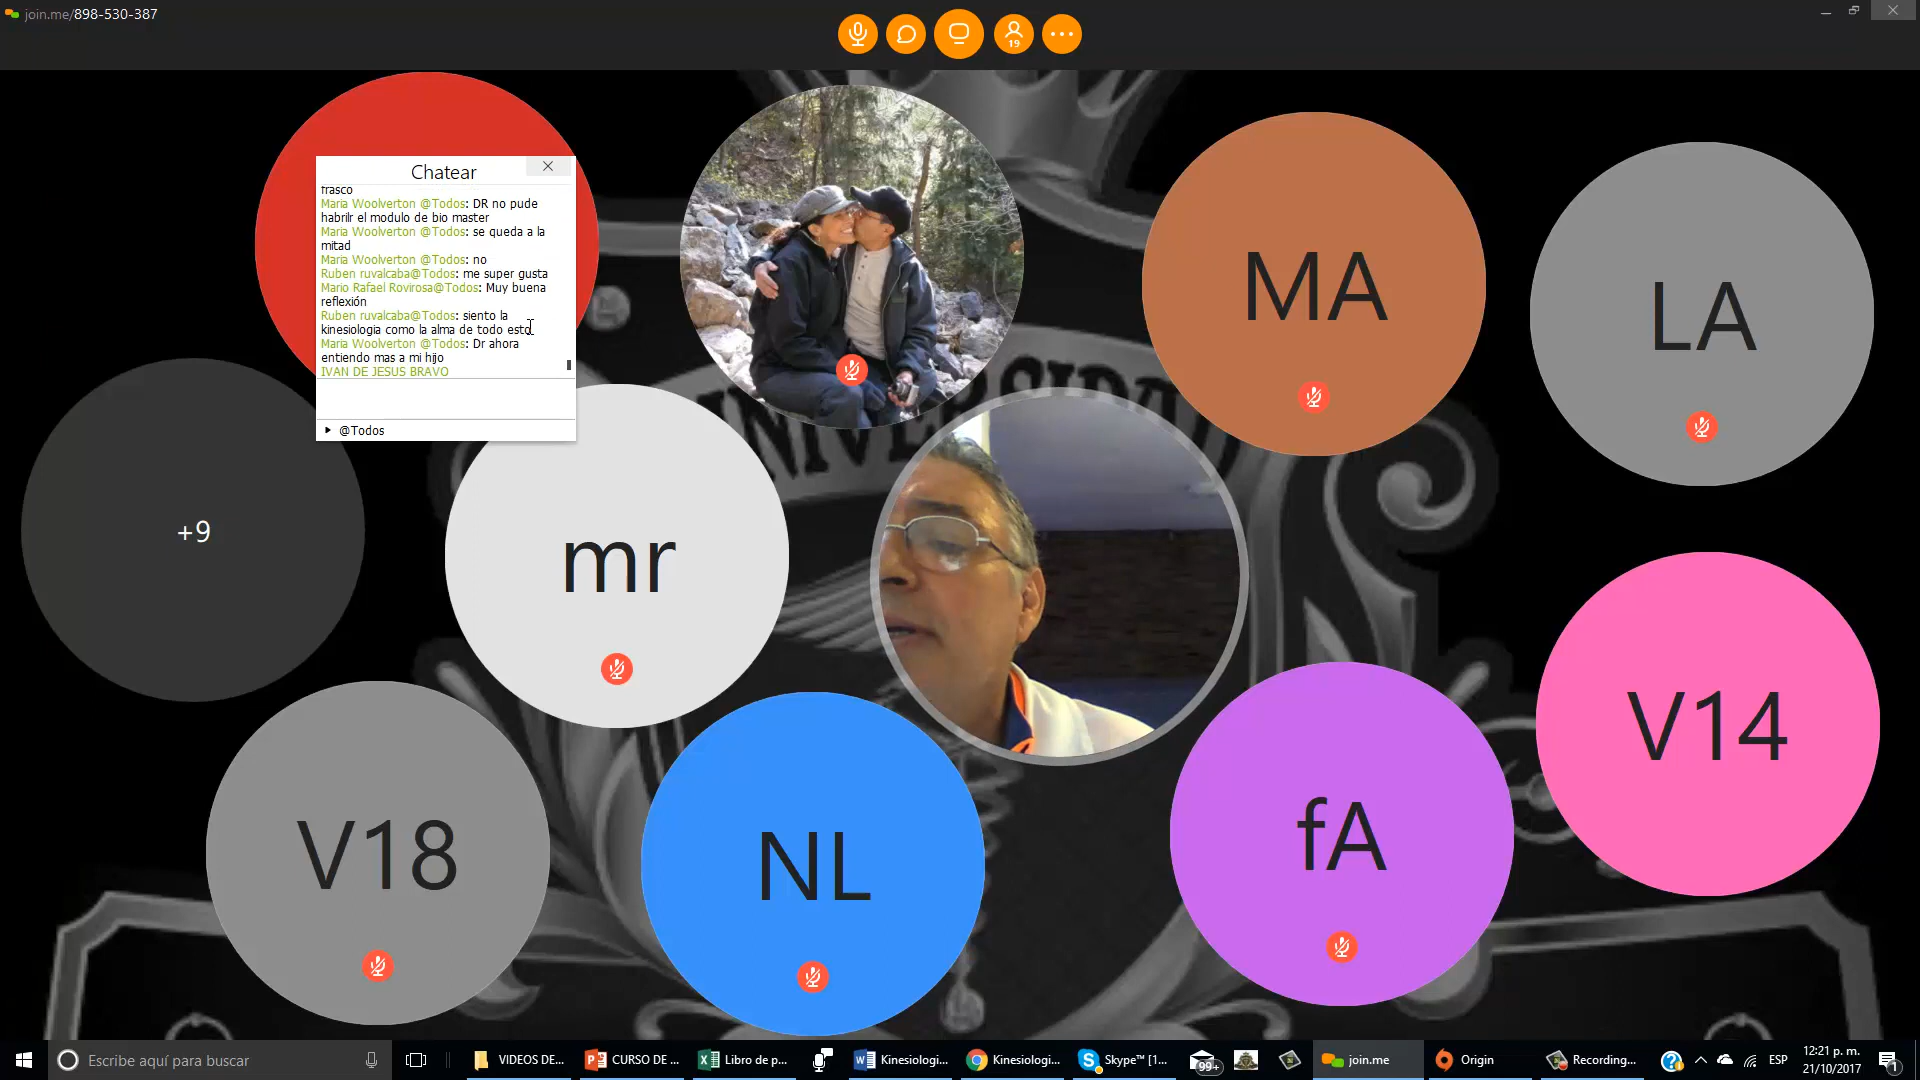 join.me/898-530-387
19
Chatear
frasco
Maria Woolverton @Todos: DR no pude
habrilr el modulo de bio master
Maria Woolverton @Todos: se queda a la
mitad
Maria Woolverton @Todos: no
Ruben ruvalcaba@Todos: me super gusta
Mario Rafael Rovirosa@Todos: Muy buena
reflexión
Ruben ruvalcaba@Todos: siento la
kinesiologia como la alma de todo esto
Maria Woolverton @Todos: Dr ahora
entiendo mas a mi hijo
IVAN DE JESUS BRAVO
@Todos
MA
LA
+9
mr
V14
V18
NL
fA
Escribe aquí para buscar
VIDEOS DE...
CURSO DE ...
Libro de p...
Kinesiologi...
Kinesiologi...
Skype™ [1...
99+
join.me
Origin
Recording...
ESP
12:21 p. m.
21/10/2017
1